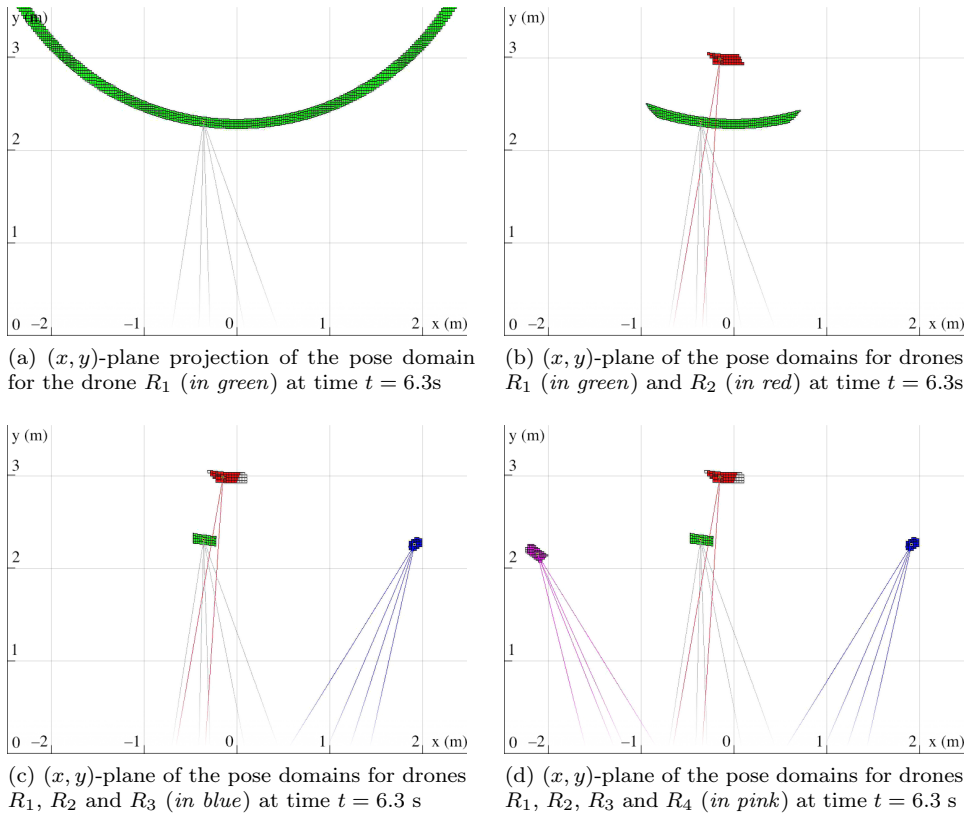 y (m)
3
2
1
0
−2
−1
0
1
2
x (m)
(a) (x, y)-plane projection of the pose domain
for the drone R1 (in green) at time t = 6.3s
y (m)
3
2
1
0
−2
−1
0
1
2
x (m)
(b) (x, y)-plane of the pose domains for drones
R1 (in green) and R2 (in red) at time t = 6.3s
y (m)
3
2
1
0
−2
−1
0
1
2
x (m)
(c) (x, y)-plane of the pose domains for drones
R1, R2 and R3 (in blue) at time t = 6.3 s
y (m)
3
2
1
0
−2
−1
0
1
2
x (m)
(d) (x, y)-plane of the pose domains for drones
R1, R2, R3 and R4 (in pink) at time t = 6.3 s